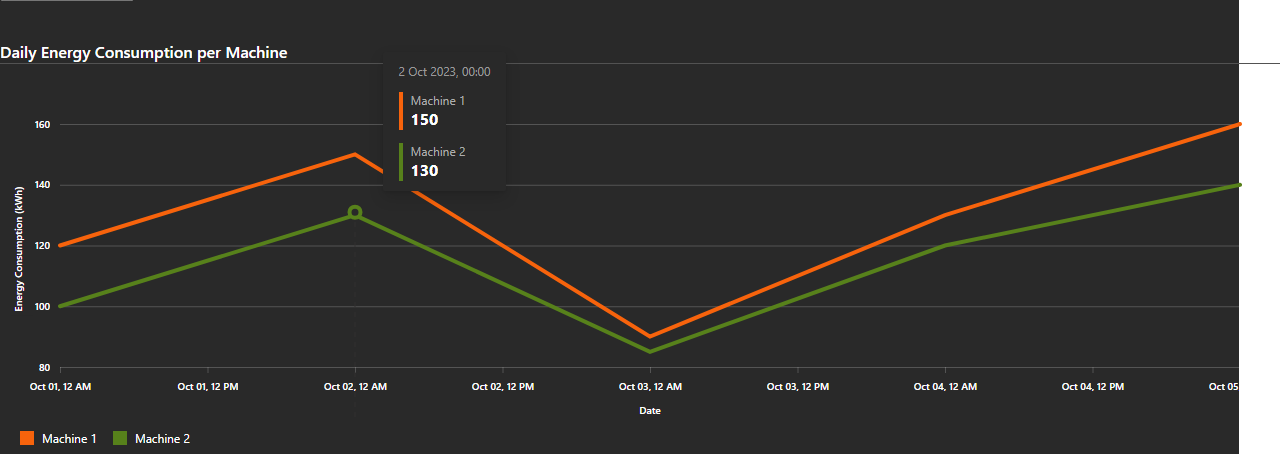 Daily Energy Consumption per Machine
2 Oct 2023, 00:00
Machine 1
150
Machine 2
130
Energy Consumption (kWh)
160
140
120
100
80
Oct 01, 12 AM
Oct 01, 12 PM
Oct 02, 12 AM
Oct 02, 12 PM
Oct 03, 12 AM
Oct 03, 12 PM
Oct 04, 12 AM
Oct 04, 12 PM
Oct 05
Date
Machine 1
Machine 2